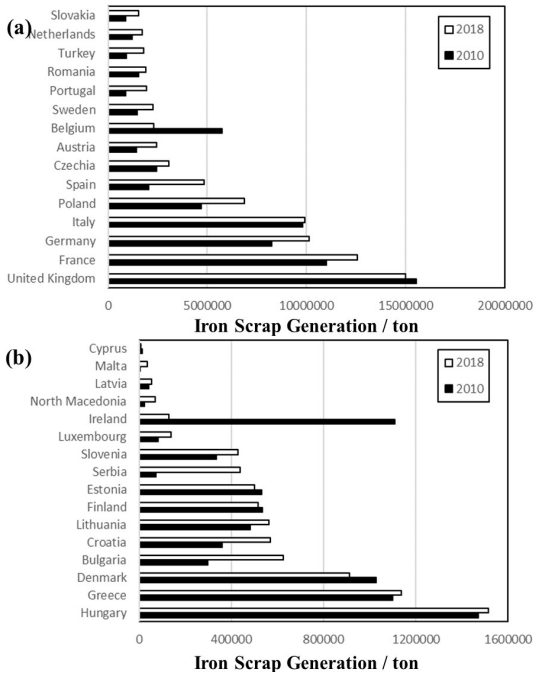 (a)
Slovakia
Netherlands
Turkey
Romania
Portugal
Sweden
Belgium
Austria
Czechia
Spain
Poland
Italy
Germany
France
United Kingdom
2018
2010
0 5000000 10000000 15000000 20000000
Iron Scrap Generation / ton
(b)
Cyprus
Malta
Latvia
North Macedonia
Ireland
Luxembourg
Slovenia
Serbia
Estonia
Finland
Lithuania
Croatia
Bulgaria
Denmark
Greece
Hungary
2018
2010
0 400000 800000 1200000 1600000
Iron Scrap Generation / ton